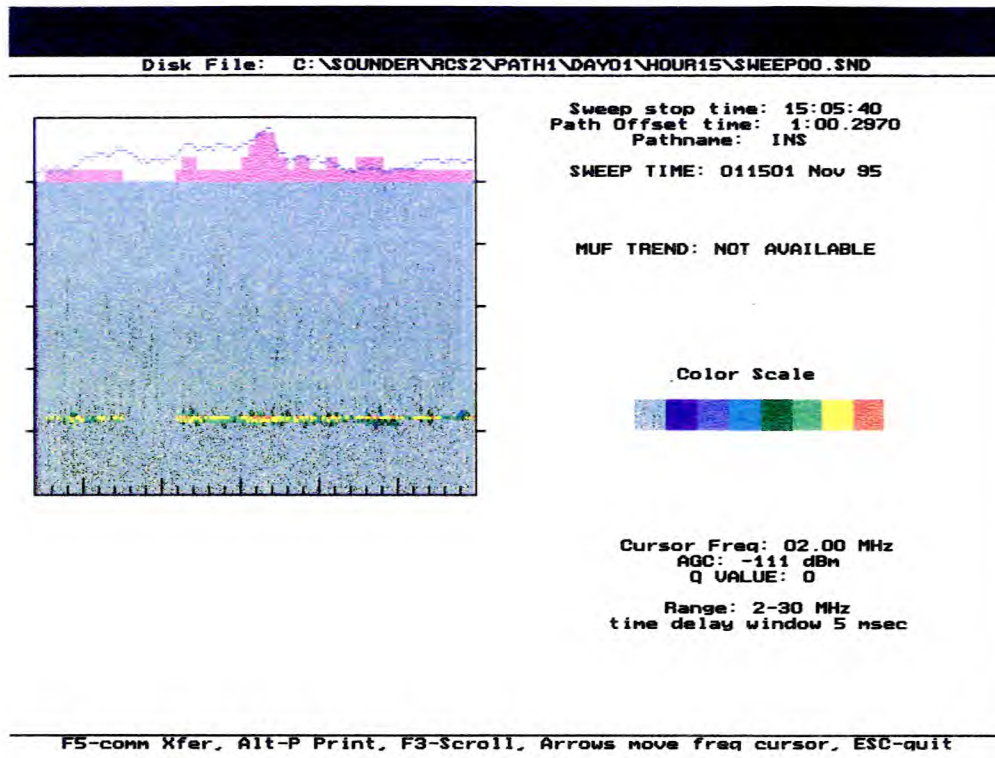 Disk File: C:\SOUNDER\RCS2\PATH1\DAY01\HOUR15\SWEEP00.SND
Sweep stop time: 15:05:40
Path Offset time: 1:00.2970
Pathname: INS
SWEEP TIME: 011501 Nov 95
MUF TREND: NOT AVAILABLE
Color Scale
Cursor Freq: 02.00 MHz
AGC: -111 dBm
Q VALUE: 0
Range: 2-30 MHz
time delay window 5 msec
F5-comm Xfer, Alt-P Print, F3-Scroll, Arrows move freq cursor, ESC-quit